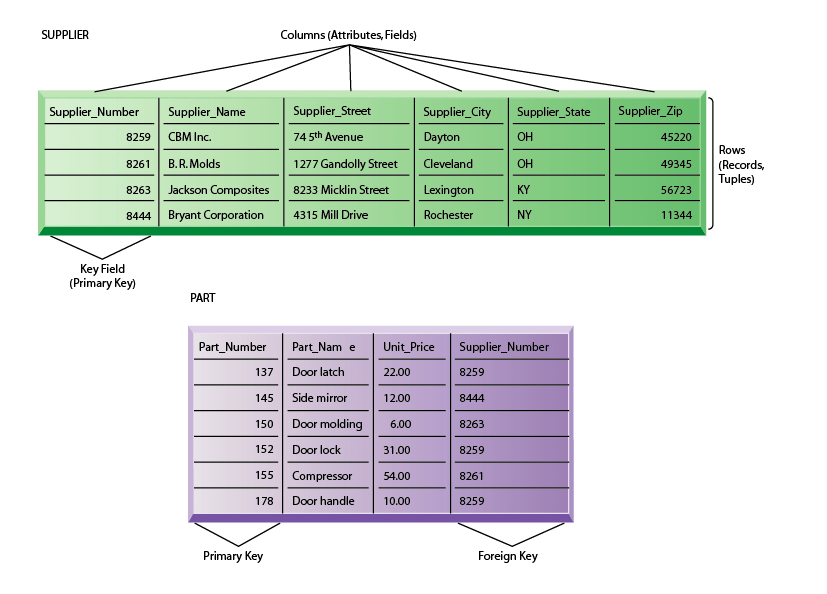 SUPPLIER
Columns (Attributes, Fields)
Supplier_Number Supplier_Name Supplier_Street Supplier_City Supplier_State Supplier_Zip
8259 CBM Inc. 74 5th Avenue Dayton OH 45220
8261 B. R. Molds 1277 Gandolly Street Cleveland OH 49345
8263 Jackson Composites 8233 Micklin Street Lexington KY 56723
8444 Bryant Corporation 4315 Mill Drive Rochester NY 11344
Rows
(Records,
Tuples)
Key Field
(Primary Key)
PART
Part_Number Part_Nam e Unit_Price Supplier_Number
137 Door latch 22.00 8259
145 Side mirror 12.00 8444
150 Door molding 6.00 8263
152 Door lock 31.00 8259
155 Compressor 54.00 8261
178 Door handle 10.00 8259
Primary Key Foreign Key